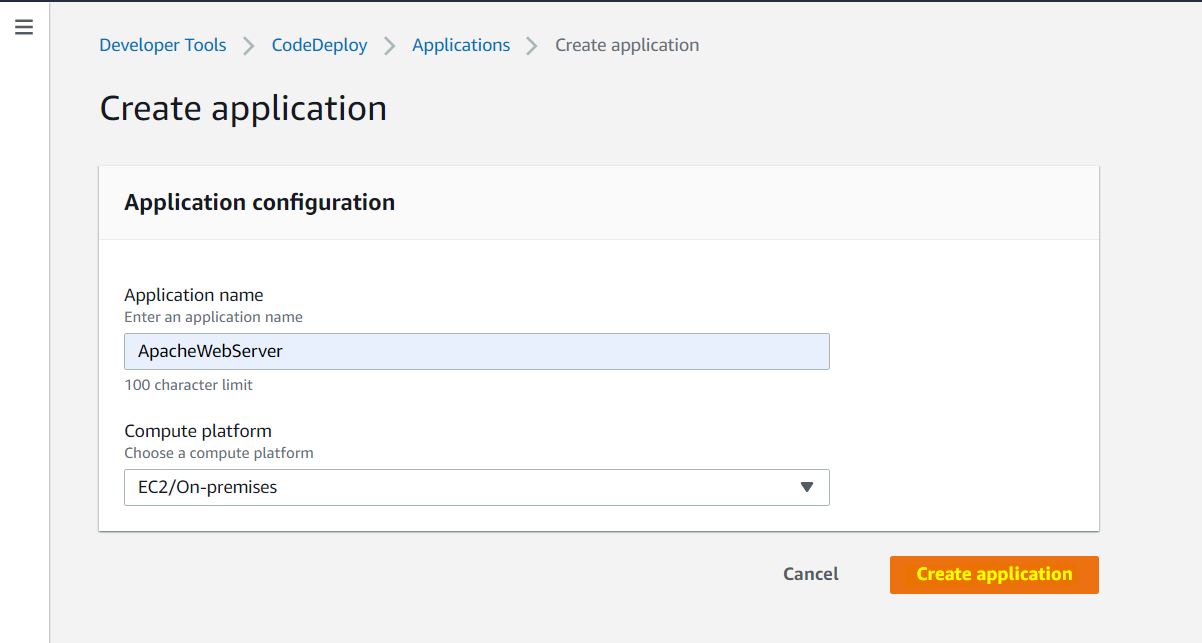 Developer Tools > CodeDeploy > Applications > Create application
Create application
Application configuration
Application name
Enter an application name
ApacheWebServer
100 character limit
Compute platform
Choose a compute platform
EC2/On-premises
Cancel
Create application